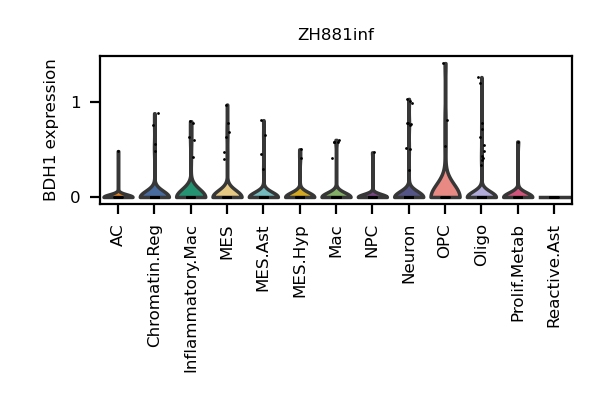 ZH881inf
BDH1 expression
1
0
AC
Chromatin.Reg
Inflammatory.Mac
MES
MES.Ast
MES.Hyp
Mac
NPC
Neuron
OPC
Oligo
Prolif.Metab
Reactive.Ast